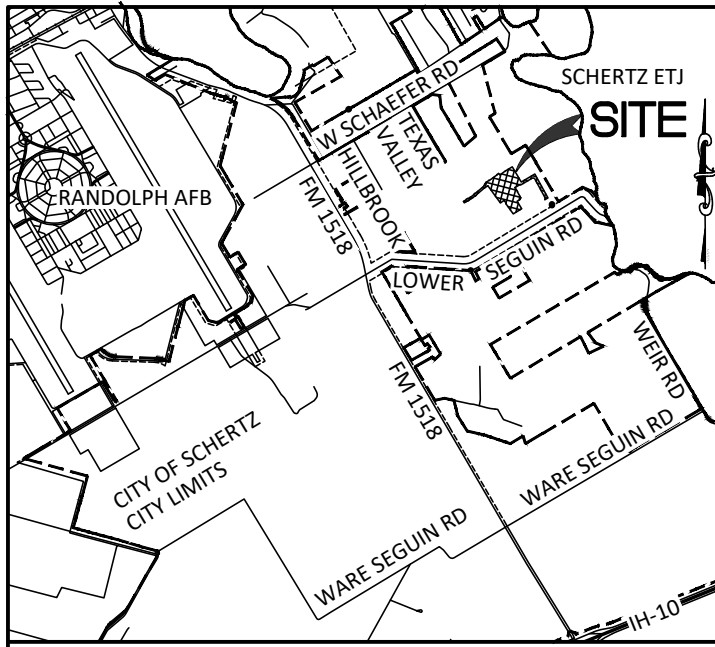 SCHERTZ ETJ
SITE
W SCHAEFER RD
TEXAS
VALLEY
HILLBROOK
RANDOLPH AFB
FM 1518
SEGUIN RD
LOWER
WEIR RD
FM 1518
CITY OF SCHERTZ
CITY LIMITS
WARE SEGUIN RD
WARE SEGUIN RD
IH-10